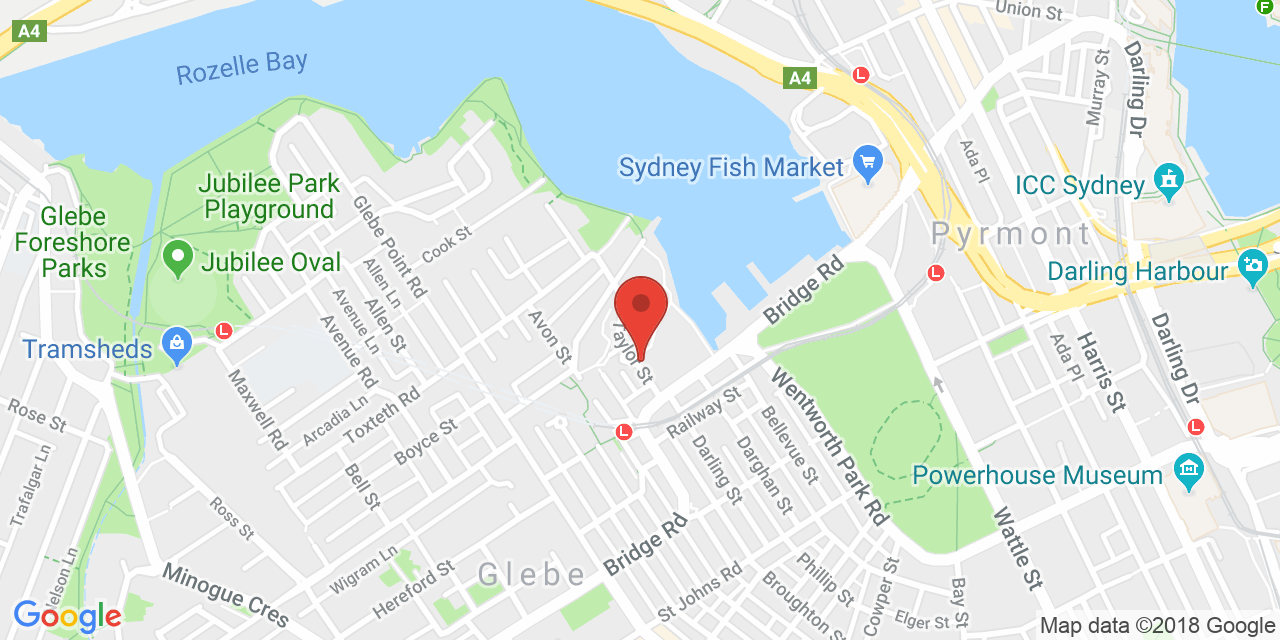 A4
Rozelle Bay
Union St
Darling Dr
Murray St
F
L
A4
Sydney Fish Market
Ada Pl
ICC Sydney
Jubilee Park
Playground
Glebe
Foreshore
Parks
Glebe Point Rd
Cook St
Pyrmont
Jubilee Oval
Allen Ln
Bridge Rd
L
Darling Harbour
Avenue Ln
Allen St
Avenue Rd
Avon St
Taylor St
L
Tramsheds
Darling Dr
Harris St
Ada Pl
Maxwell Rd
Arcadia Ln
Toxteth Rd
Boyce St
Railway St
Wentworth Park Rd
Bellevue St
Rose St
Trafalgar Ln
Bell St
L
Darling St
Darghan St
L
Powerhouse Museum
Ross St
Bridge Rd
Wattle St
Minogue Cres
Wigram Ln
Hereford St
Glebe
St Johns Rd
Phillip St
Broughton St
Cowper St
Elger St
Bay St
Nelson Ln
Google
Map data ©2018 Google